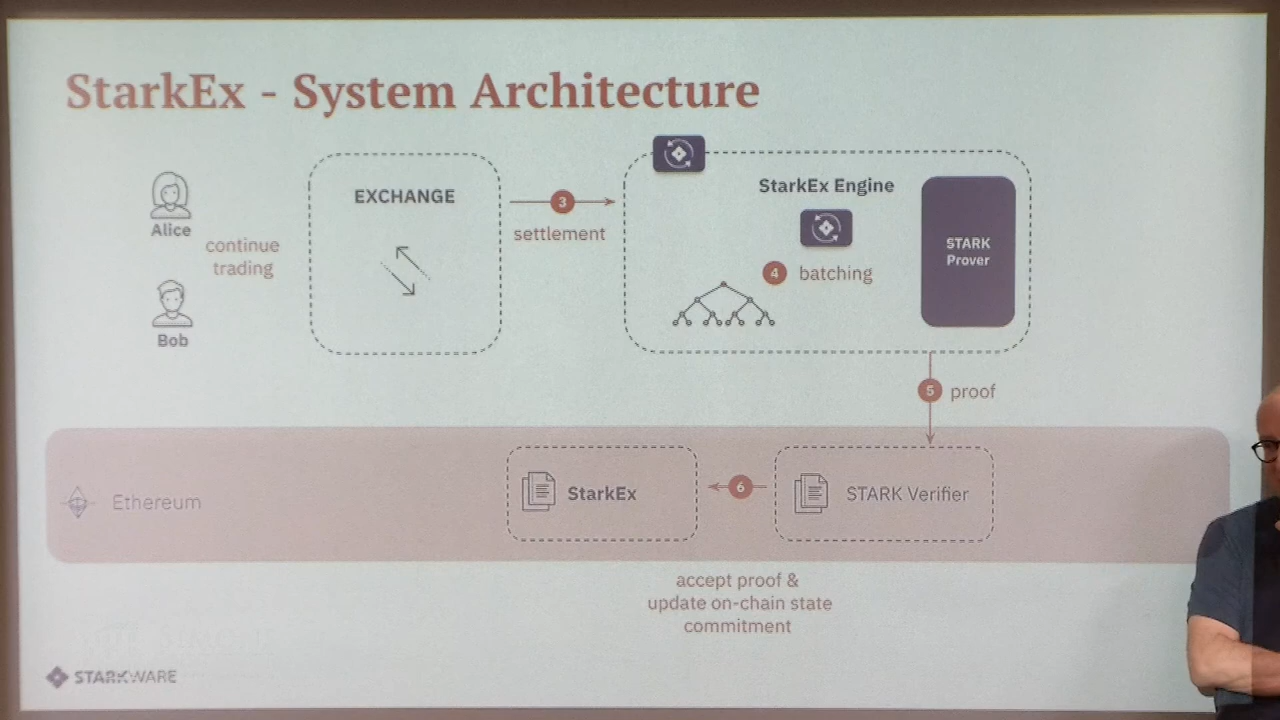 StarkEx - System Architecture
Alice
continue
trading
Bob
EXCHANGE
3
settlement
StarkEx Engine
4 batching
STARK
Prover
5 proof
Ethereum
StarkEx
6
STARK Verifier
accept proof &
update on-chain state
commitment
STARKWARE